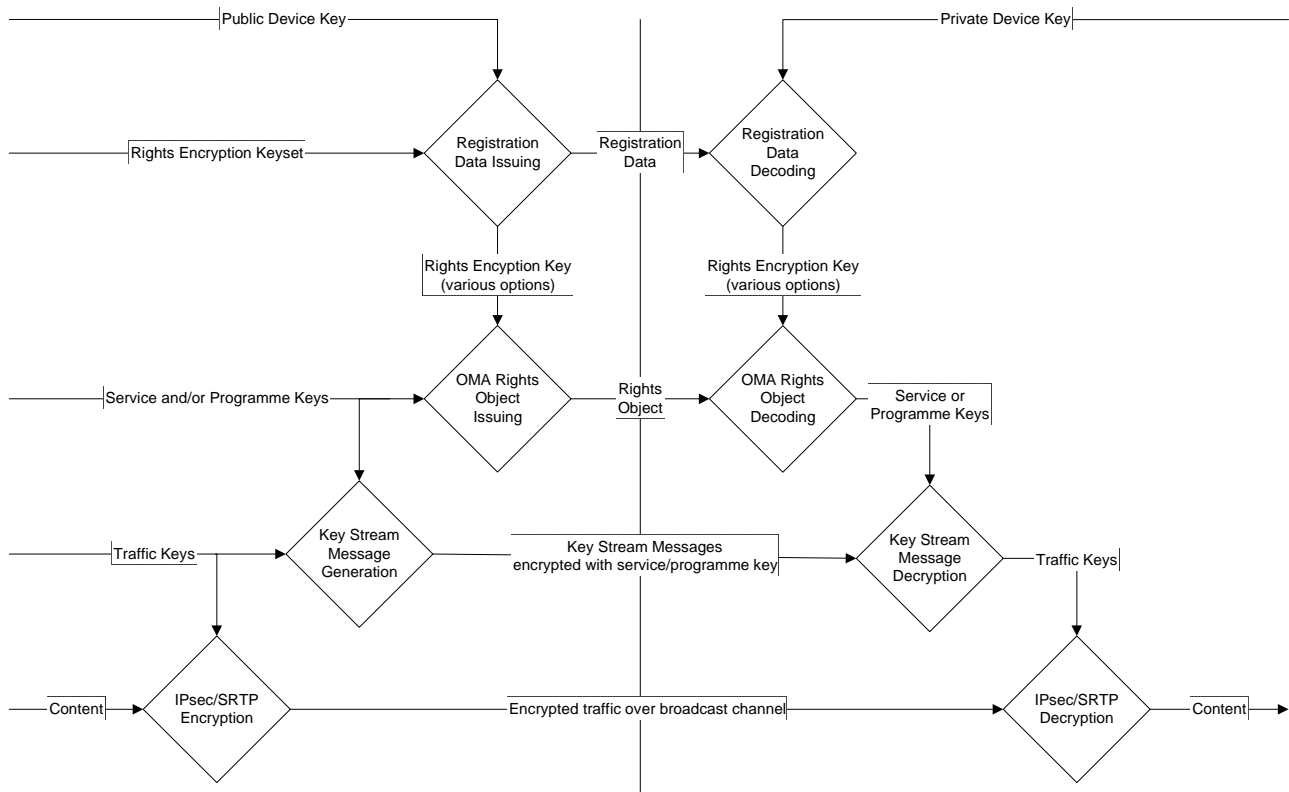 Public Device Key
Private Device Key
Registration
Data Issuing
Registration
Data
Registration
Data
Decoding
Rights Encryption Keyset
Rights Encyption Key
(various options)
Rights Encryption Key
(various options)
Service and/or Programme Keys
OMA Rights
Object
Issuing
Rights
Object
OMA Rights
Object
Decoding
Service or
Programme Keys
Traffic Keys
Key Stream
Message
Generation
Key Stream Messages
encrypted with service/programme key
Key Stream
Message
Decryption
Traffic Keys
Content
IPsec/SRTP
Encryption
Encrypted traffic over broadcast channel
IPsec/SRTP
Decryption
Content